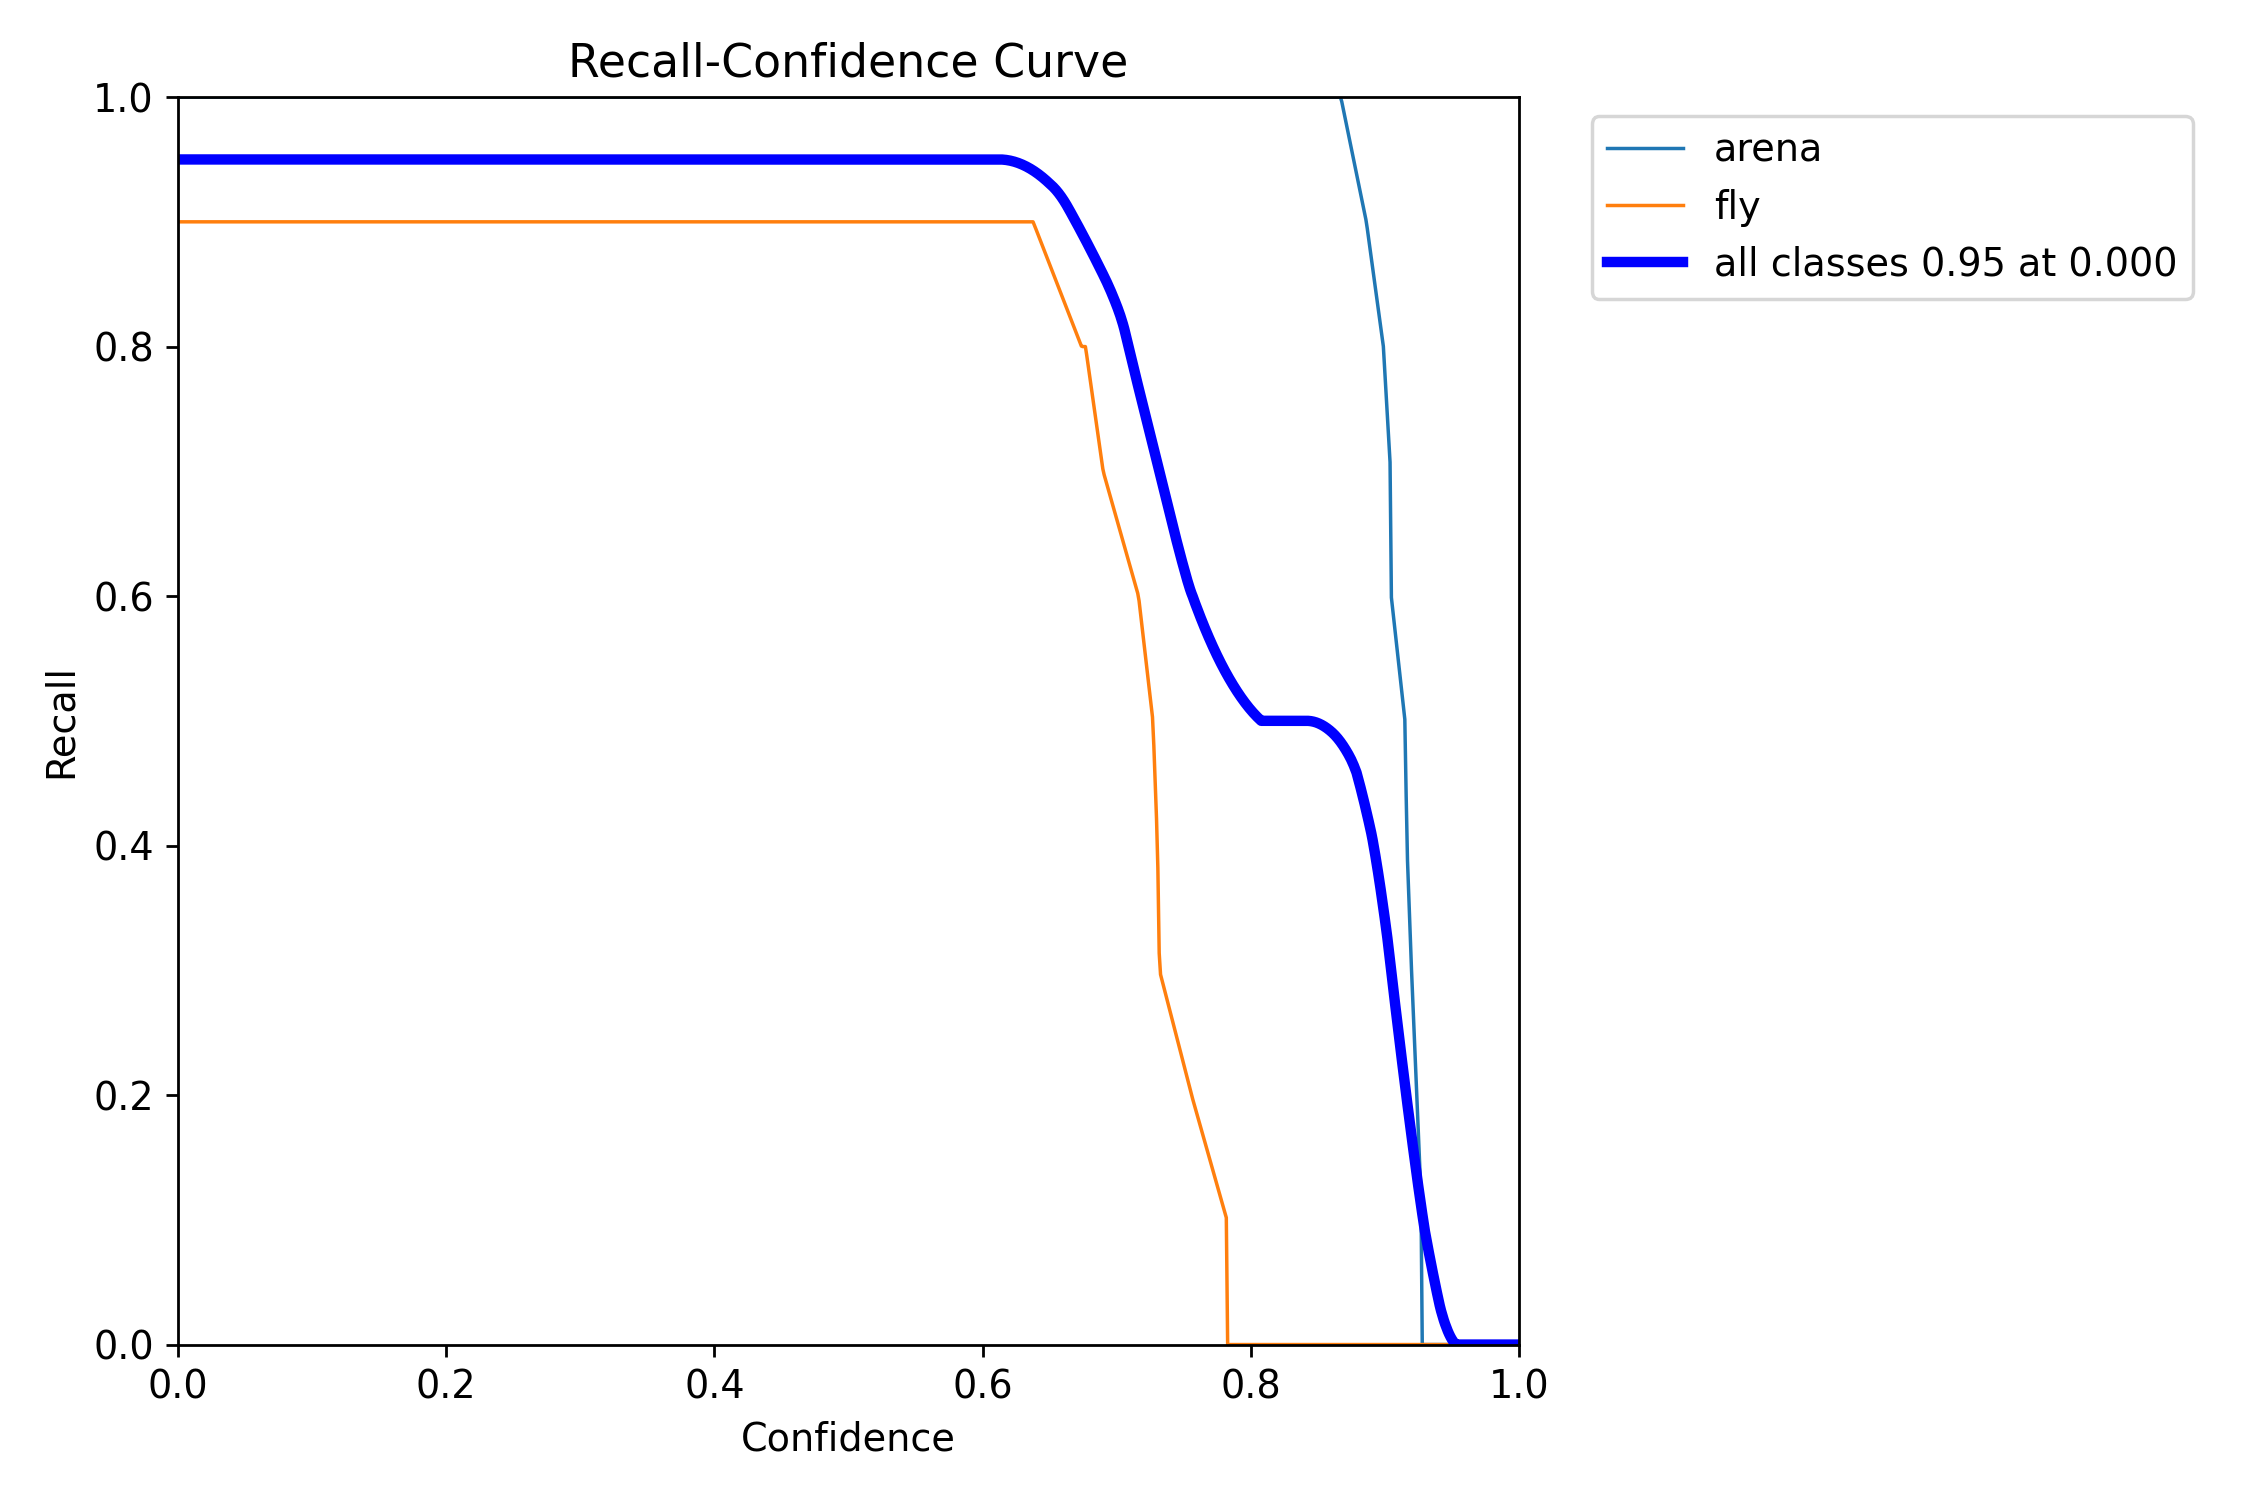 Recall-Confidence Curve
1.0
0.8
0.6
0.4
0.2
0.0
Recall
0.0 0.2 0.4 0.6 0.8 1.0
Confidence
arena
fly
all classes 0.95 at 0.000